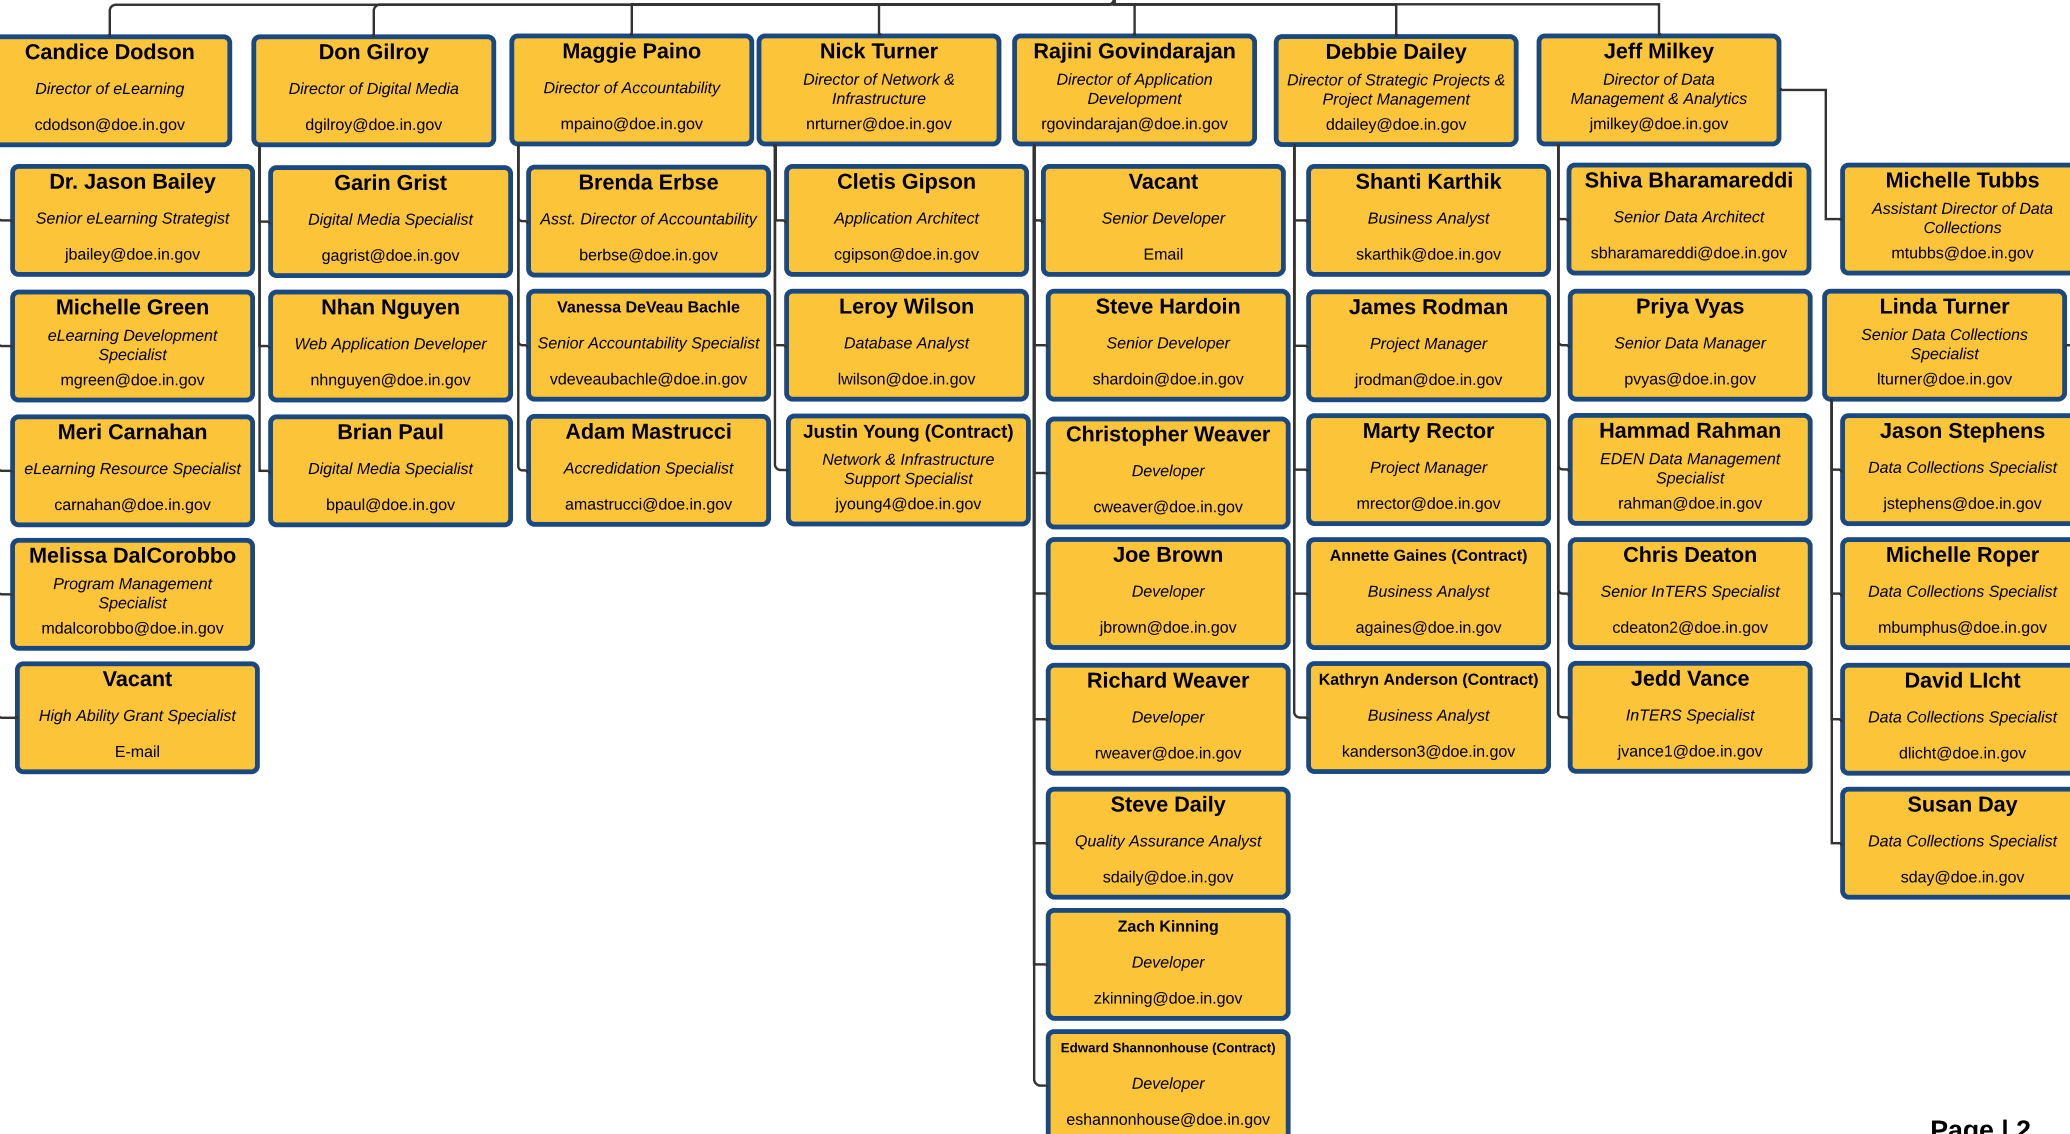 Candice Dodson
Director of eLearning
cdodson@doe.in.gov
Don Gilroy
Director of Digital Media
dgilroy@doe.in.gov
Maggie Paino
Director of Accountability
mpaino@doe.in.gov
Nick Turner
Director of Network &
Infrastructure
nrturner@doe.in.gov
Rajini Govindarajan
Director of Application
Development
rgovindarajan@doe.in.gov
Debbie Dailey
Director of Strategic Projects &
Project Management
ddailey@doe.in.gov
Jeff Milkey
Director of Data
Management & Analytics
jmilkey@doe.in.gov
Dr. Jason Bailey
Senior eLearning Strategist
jbailey@doe.in.gov
Garin Grist
Digital Media Specialist
gagrist@doe.in.gov
Brenda Erbse
Asst. Director of Accountability
berbse@doe.in.gov
Cletis Gipson
Application Architect
cgipson@doe.in.gov
Vacant
Senior Developer
Email
Shanti Karthik
Business Analyst
skarthik@doe.in.gov
Shiva Bharamareddi
Senior Data Architect
sbharamareddi@doe.in.gov
Michelle Tubbs
Assistant Director of Data
Collections
mtubbs@doe.in.gov
Michelle Green
eLearning Development
Specialist
mgreen@doe.in.gov
Nhan Nguyen
Web Application Developer
nhnguyen@doe.in.gov
Vanessa DeVeau Bachle
Senior Accountability Specialist
vdeveaubachle@doe.in.gov
Leroy Wilson
Database Analyst
lwilson@doe.in.gov
Steve Hardoin
Senior Developer
shardoin@doe.in.gov
James Rodman
Project Manager
jrodman@doe.in.gov
Priya Vyas
Senior Data Manager
pvyas@doe.in.gov
Linda Turner
Senior Data Collections
Specialist
lturner@doe.in.gov
Meri Carnahan
eLearning Resource Specialist
carnahan@doe.in.gov
Brian Paul
Digital Media Specialist
bpaul@doe.in.gov
Adam Mastrucci
Accredidation Specialist
amastrucci@doe.in.gov
Justin Young (Contract)
Network & Infrastructure
Support Specialist
jyoung4@doe.in.gov
Christopher Weaver
Developer
cweaver@doe.in.gov
Marty Rector
Project Manager
mrector@doe.in.gov
Hammad Rahman
EDEN Data Management
Specialist
rahman@doe.in.gov
Jason Stephens
Data Collections Specialist
jstephens@doe.in.gov
Melissa DalCorobbo
Program Management
Specialist
mdalcorobbo@doe.in.gov
Joe Brown
Developer
jbrown@doe.in.gov
Annette Gaines (Contract)
Business Analyst
againes@doe.in.gov
Chris Deaton
Senior InTERS Specialist
cdeaton2@doe.in.gov
Michelle Roper
Data Collections Specialist
mbumphus@doe.in.gov
Vacant
High Ability Grant Specialist
E-mail
Richard Weaver
Developer
rweaver@doe.in.gov
Kathryn Anderson (Contract)
Business Analyst
kanderson3@doe.in.gov
Jedd Vance
InTERS Specialist
jvance1@doe.in.gov
David LIcht
Data Collections Specialist
dlicht@doe.in.gov
Steve Daily
Quality Assurance Analyst
sdaily@doe.in.gov
Susan Day
Data Collections Specialist
sday@doe.in.gov
Zach Kinning
Developer
zkinning@doe.in.gov
Edward Shannonhouse (Contract)
Developer
eshannonhouse@doe.in.gov
Page | 2